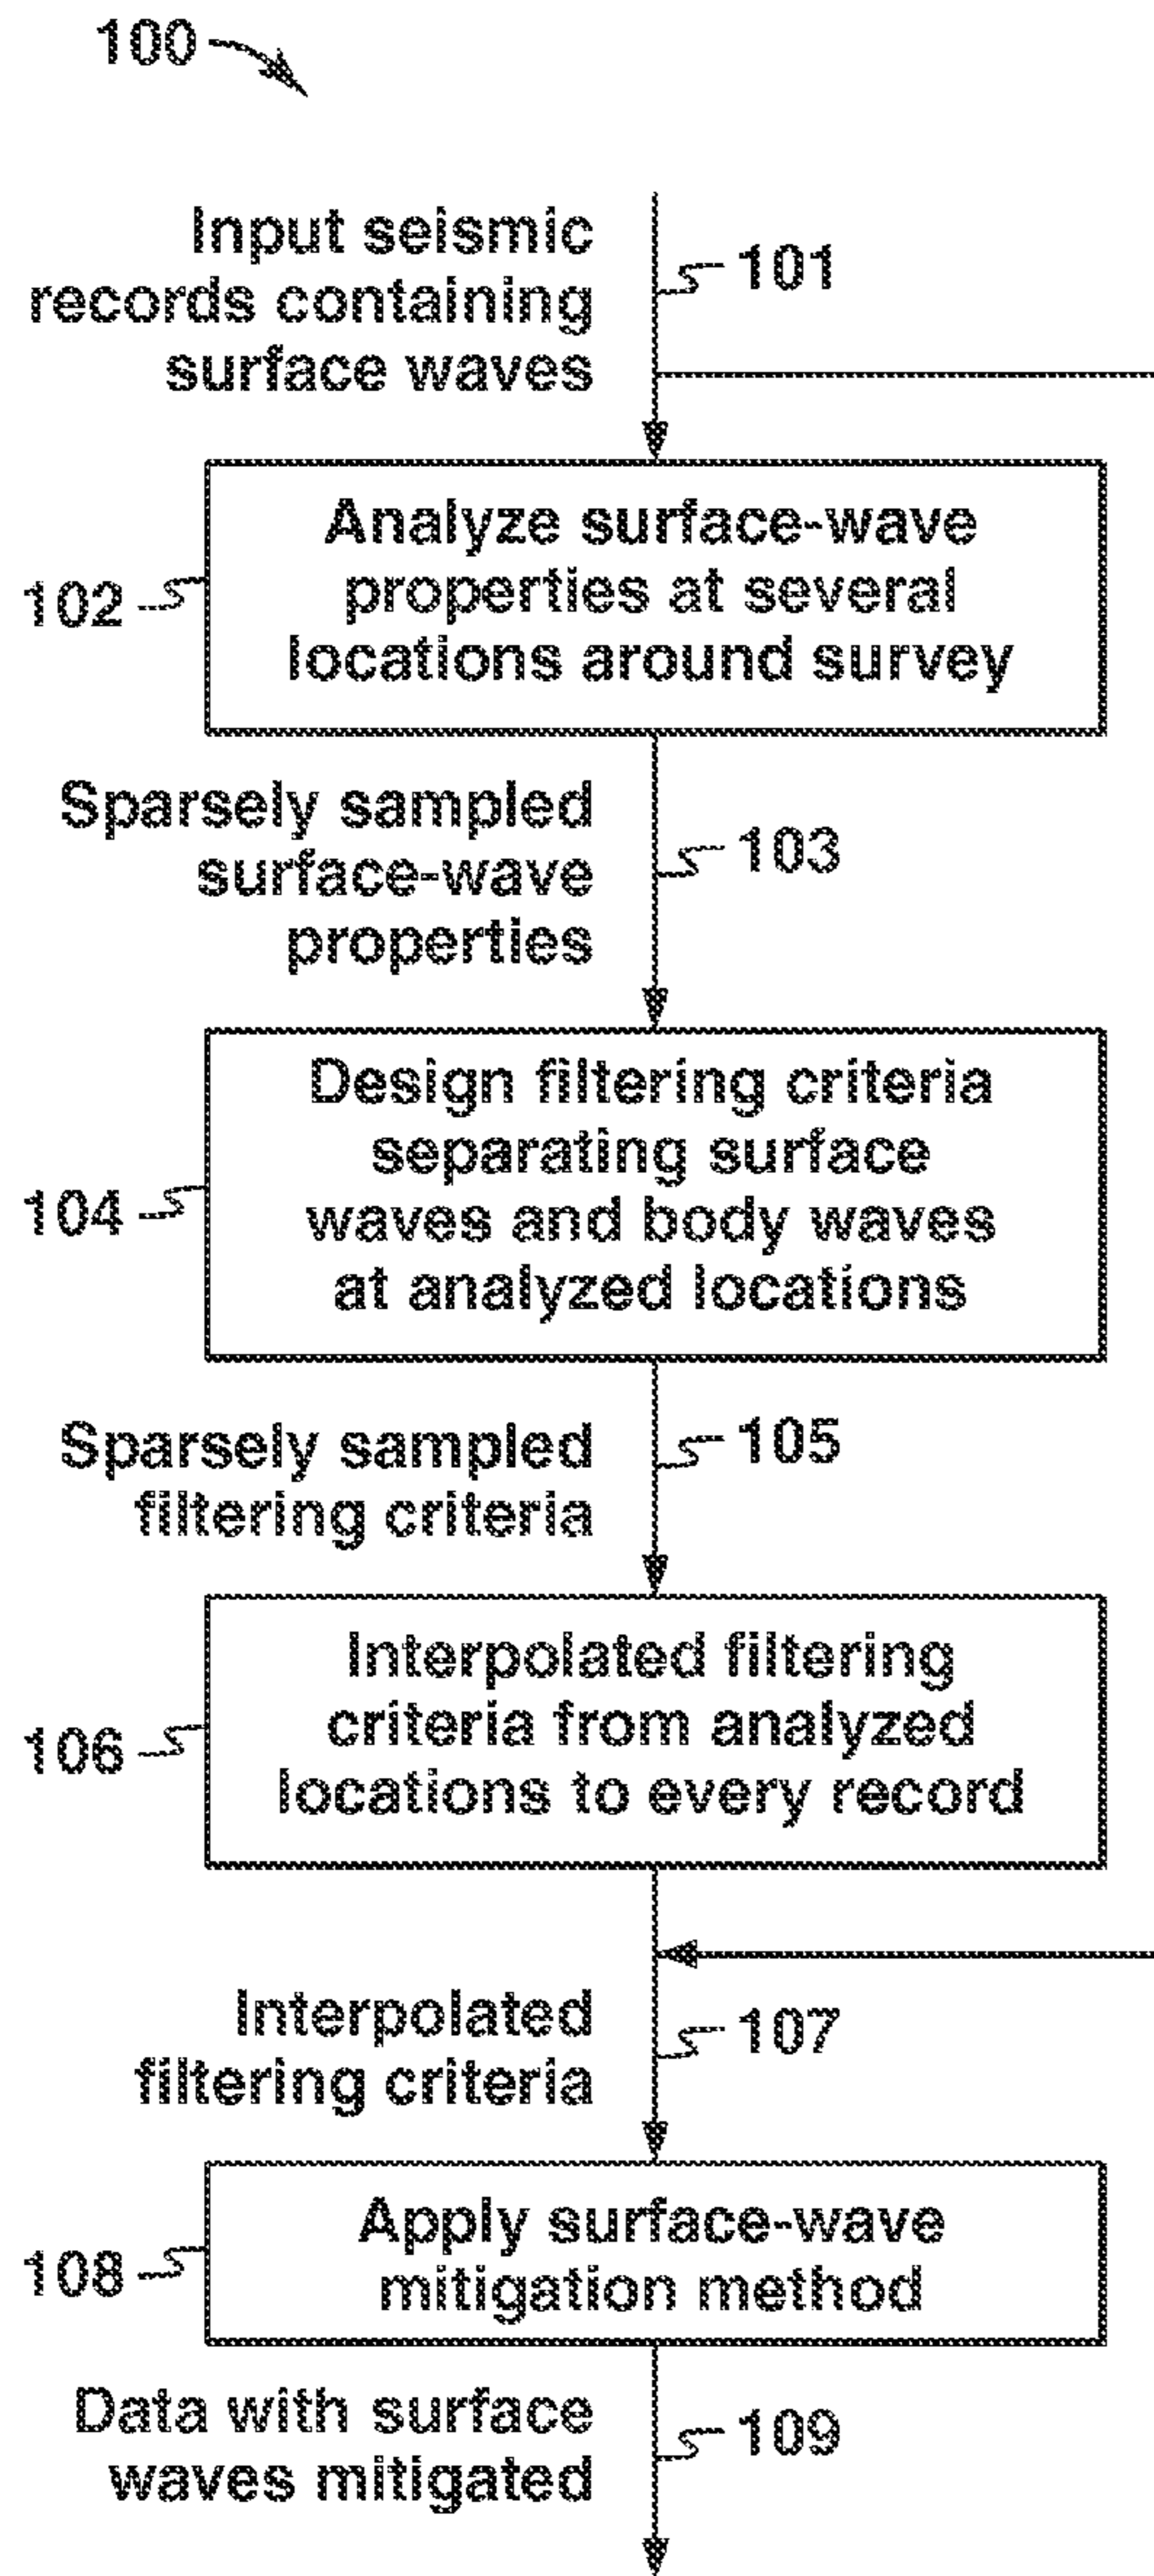 100
Input seismic
records containing
surface waves
101
Analyze surface-wave
properties at several
locations around survey
102
Sparsely sampled
surface-wave
properties
103
Design filtering criteria
separating surface
waves and body waves
at analyzed locations
104
Sparsely sampled
filtering criteria
105
Interpolated filtering
criteria from analyzed
locations to every record
106
Interpolated
filtering criteria
107
Apply surface-wave
mitigation method
108
Data with surface
waves mitigated
109